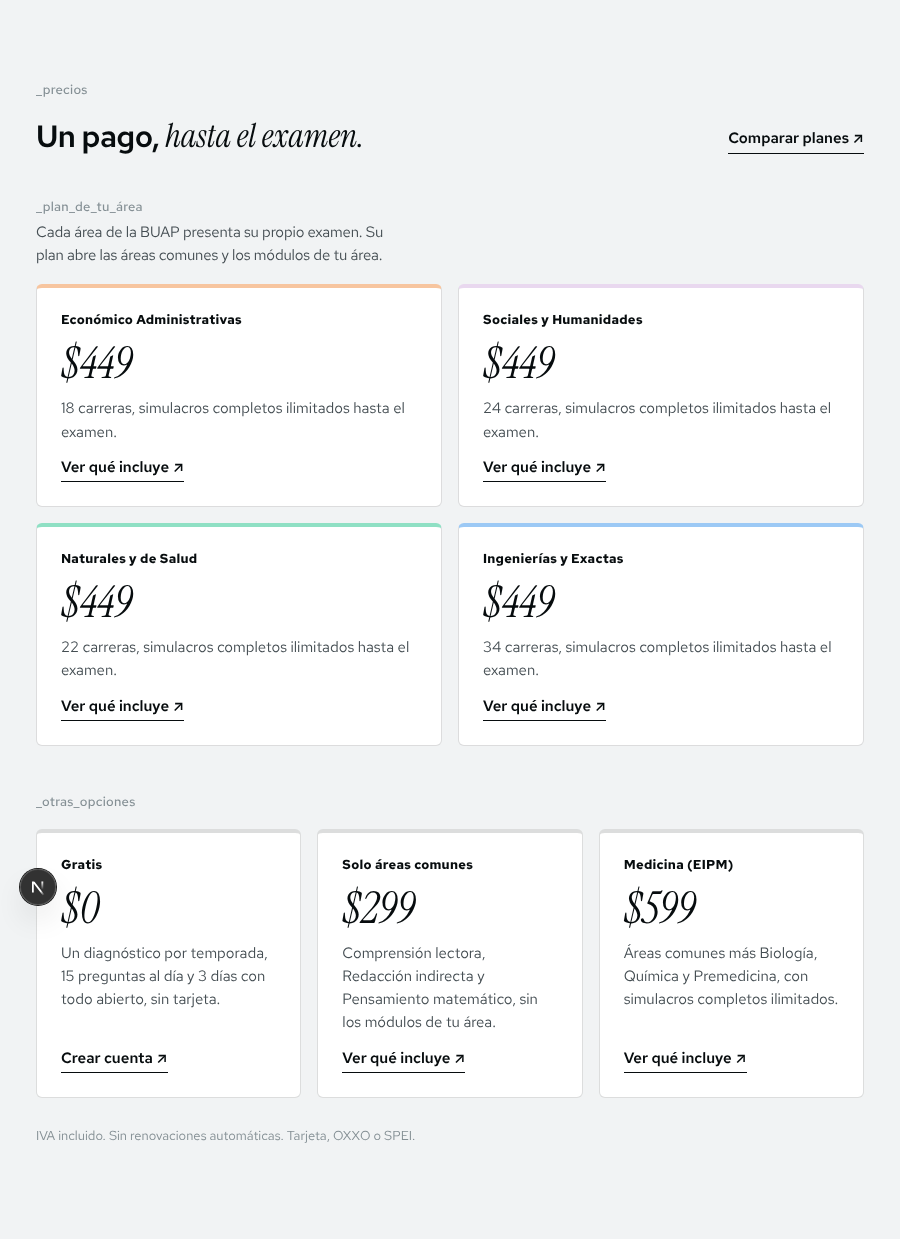 _precios
Un pago, hasta el examen.
Comparar planes ↗
_plan_de_tu_área
Cada área de la BUAP presenta su propio examen. Su
plan abre las áreas comunes y los módulos de tu área.
Económico Administrativas
$449
18 carreras, simulacros completos ilimitados hasta el
examen.
Ver qué incluye ↗
Sociales y Humanidades
$449
24 carreras, simulacros completos ilimitados hasta el
examen.
Ver qué incluye ↗
Naturales y de Salud
$449
22 carreras, simulacros completos ilimitados hasta el
examen.
Ver qué incluye ↗
Ingenierías y Exactas
$449
34 carreras, simulacros completos ilimitados hasta el
examen.
Ver qué incluye ↗
_otras_opciones
N
Gratis
$0
Un diagnóstico por temporada,
15 preguntas al día y 3 días con
todo abierto, sin tarjeta.
Crear cuenta ↗
Solo áreas comunes
$299
Comprensión lectora,
Redacción indirecta y
Pensamiento matemático, sin
los módulos de tu área.
Ver qué incluye ↗
Medicina (EIPM)
$599
Áreas comunes más Biología,
Química y Premedicina, con
simulacros completos ilimitados.
Ver qué incluye ↗
IVA incluido. Sin renovaciones automáticas. Tarjeta, OXXO o SPEI.